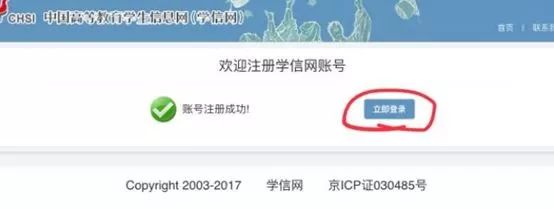 CHSI 中国高等教育学生信息网(学信网)
首页 | 联系
欢迎注册学信网账号
账号注册成功! 立即登录
Copyright 2003-2017 学信网 京ICP证030485号